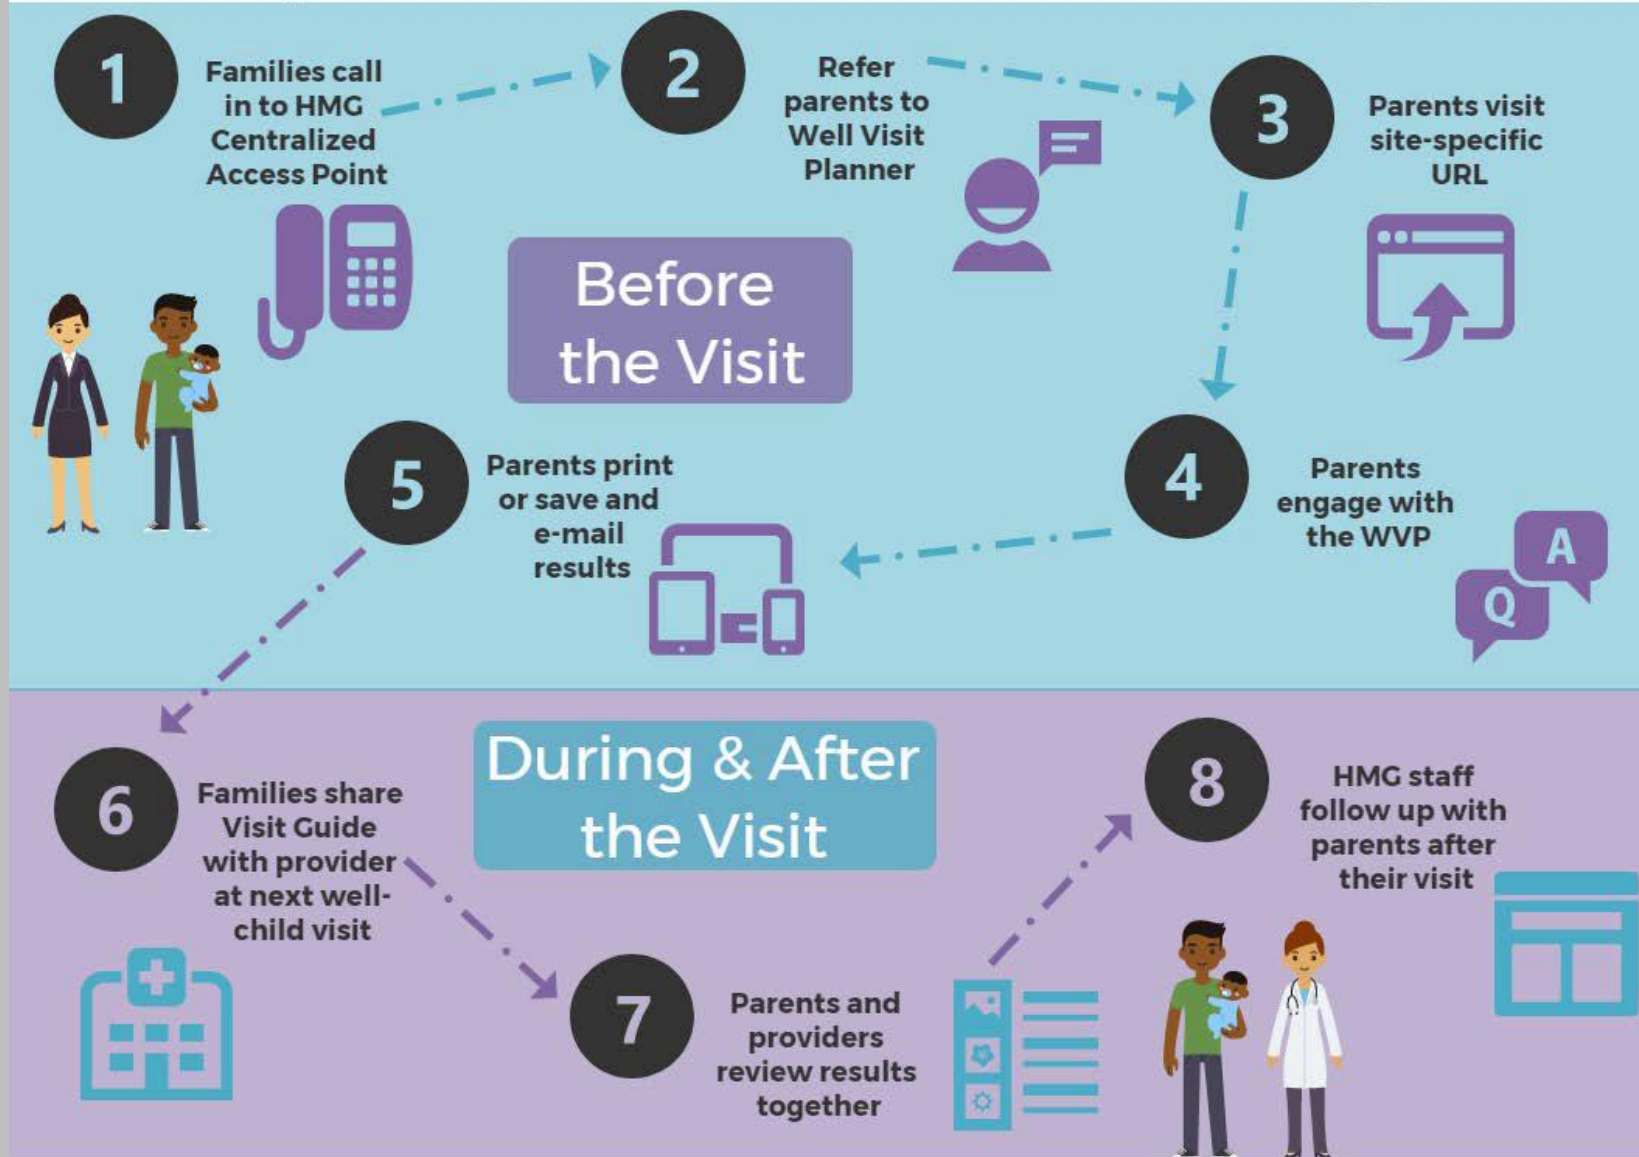 1
Families call
in to HMG
Centralized
Access Point
2
Refer
parents to
Well Visit
Planner
3
Parents visit
site-specific
URL
Before
the Visit
4
Parents
engage with
the WVP
Q
A
5
Parents print
or save and
e-mail
results
During & After
the Visit
6
Families share
Visit Guide
with provider
at next well-
child visit
7
Parents and
providers
review results
together
8
HMG staff
follow up with
parents after
their visit